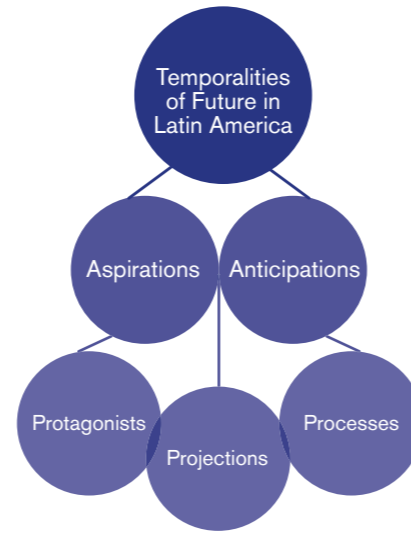 Temporalities
of Future in
Latin America
Aspirations
Anticipations
Protagonists
Projections
Processes